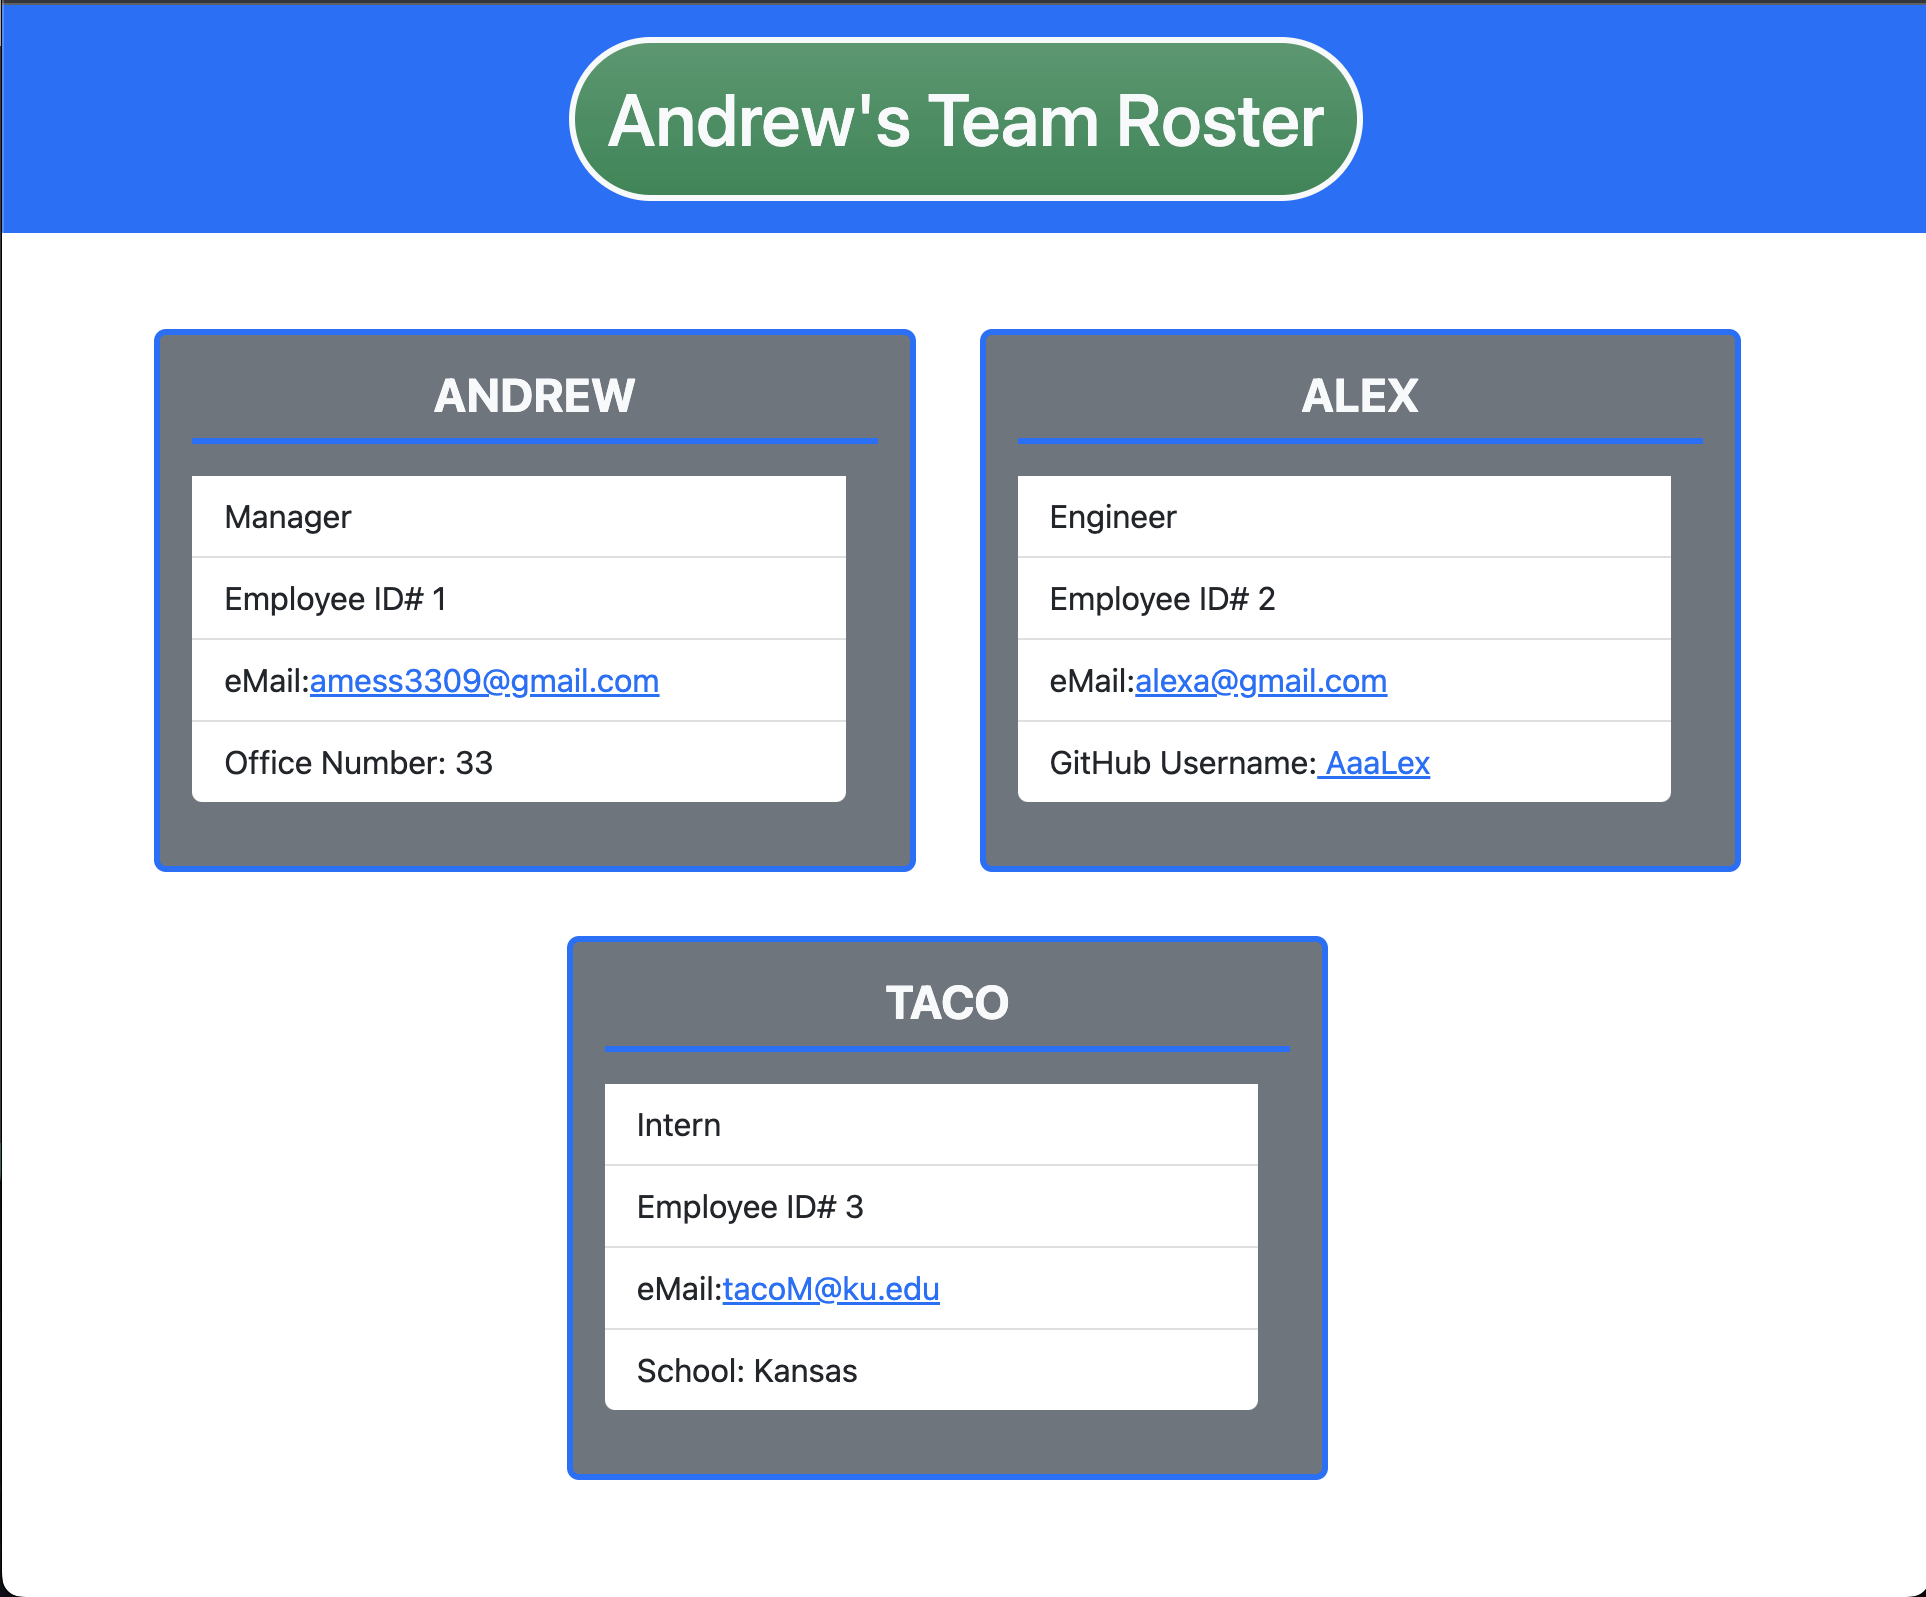 Andrew's Team Roster
ANDREW
Manager
Employee ID# 1
eMail:amess3309@gmail.com
Office Number: 33
ALEX
Engineer
Employee ID# 2
eMail:alexa@gmail.com
GitHub Username: AaaLex
TACO
Intern
Employee ID# 3
eMail:tacoM@ku.edu
School: Kansas